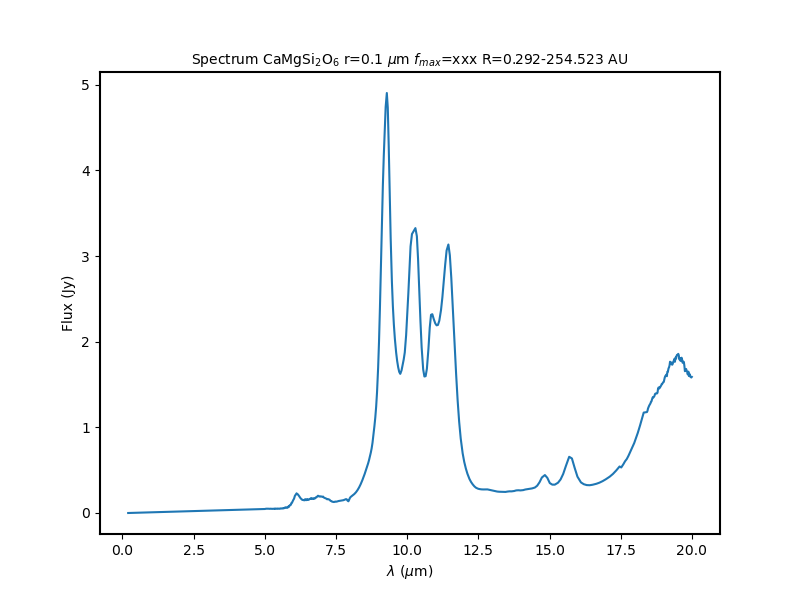 Spectrum CaMgSi₂O₆ r=0.1 μm fₘₐₓ=xxx R=0.292-254.523 AU
5
4
3
2
1
0
Flux (Jy)
0.0 2.5 5.0 7.5 10.0 12.5 15.0 17.5 20.0
λ (μm)